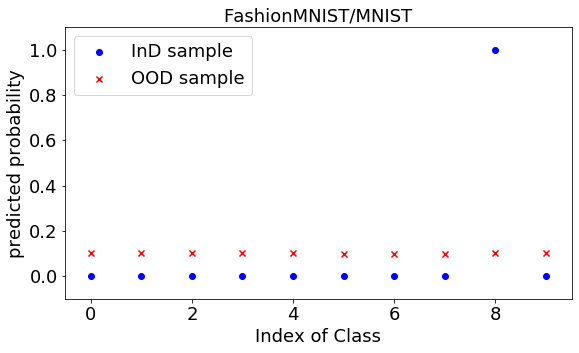 FashionMNIST/MNIST
InD sample
OOD sample
predicted probability
1.0
0.8
0.6
0.4
0.2
0.0
0 2 4 6 8
Index of Class